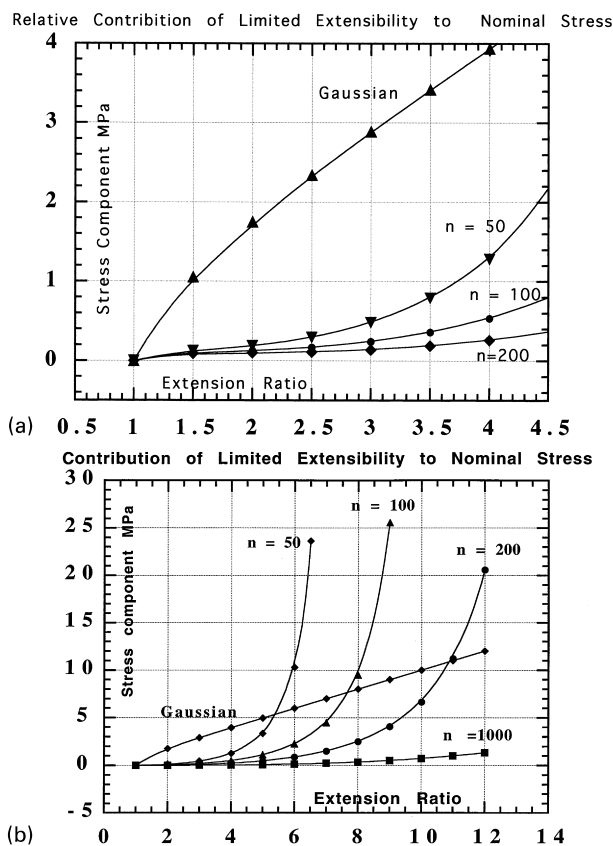 Relative Contribition of Limited Extensibility to Nominal Stress
4
Gaussian
3
Stress Component MPa
2
n = 50
1
n = 100
0
n=200
Extension Ratio
(a) 0.5 1 1.5 2 2.5 3 3.5 4 4.5
Contribution of Limited Extensibility to Nominal Stress
30
n = 100
25
n = 50
n = 200
20
Stress component MPa
15
10
Gaussian
5
n =1000
0
Extension Ratio
-5
(b) 0 2 4 6 8 10 12 14